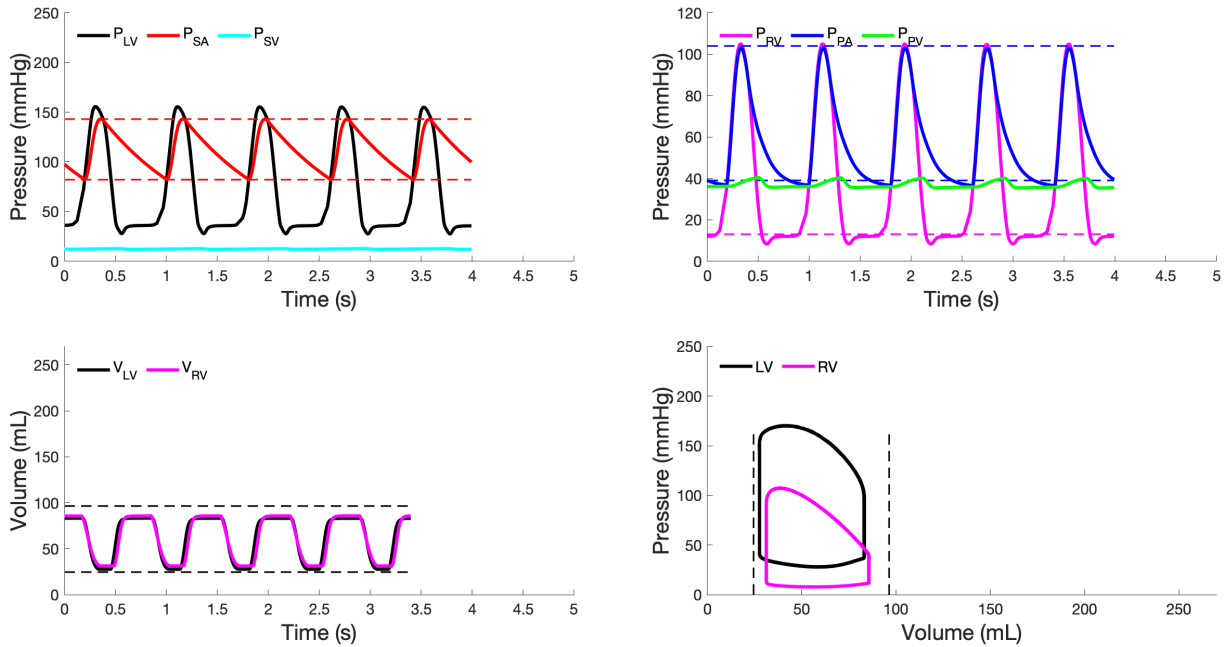 Pressure (mmHg)
250
200
150
100
50
0
P_LV P_SA P_SV
0 0.5 1 1.5 2 2.5 3 3.5 4 4.5 5
Time (s)
Pressure (mmHg)
120
100
80
60
40
20
0
P_RV P_PA P_PV
0 0.5 1 1.5 2 2.5 3 3.5 4 4.5 5
Time (s)
Volume (mL)
250
200
150
100
50
0
V_LV V_RV
0 0.5 1 1.5 2 2.5 3 3.5 4 4.5 5
Time (s)
Pressure (mmHg)
250
200
150
100
50
0
LV RV
0 50 100 150 200 250
Volume (mL)